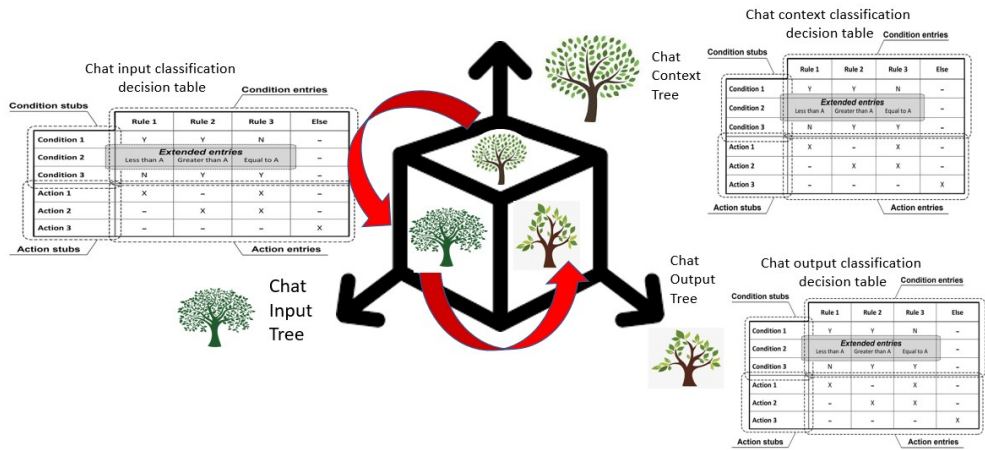 Chat input classification
decision table
Condition stubs
Condition entries
Rule 1 Rule 2 Rule 3 Else
Condition 1 Y Y N –
Condition 2 Extended entries –
Less than A Greater than A Equal to A
Condition 3 N Y Y –
Action 1 X – X –
Action 2 – X X –
Action 3 – – – X
Action stubs
Action entries
Chat
Input
Tree
Chat
Context
Tree
Chat context classification
decision table
Condition stubs
Condition entries
Rule 1 Rule 2 Rule 3 Else
Condition 1 Y Y N –
Condition 2 Extended entries –
Less than A Greater than A Equal to A
Condition 3 N Y Y –
Action 1 X – X –
Action 2 – X X –
Action 3 – – – X
Action stubs
Action entries
Chat
Output
Tree
Chat output classification
decision table
Condition stubs
Condition entries
Rule 1 Rule 2 Rule 3 Else
Condition 1 Y Y N –
Condition 2 Extended entries –
Less than A Greater than A Equal to A
Condition 3 N Y Y –
Action 1 X – X –
Action 2 – X X –
Action 3 – – – X
Action stubs
Action entries